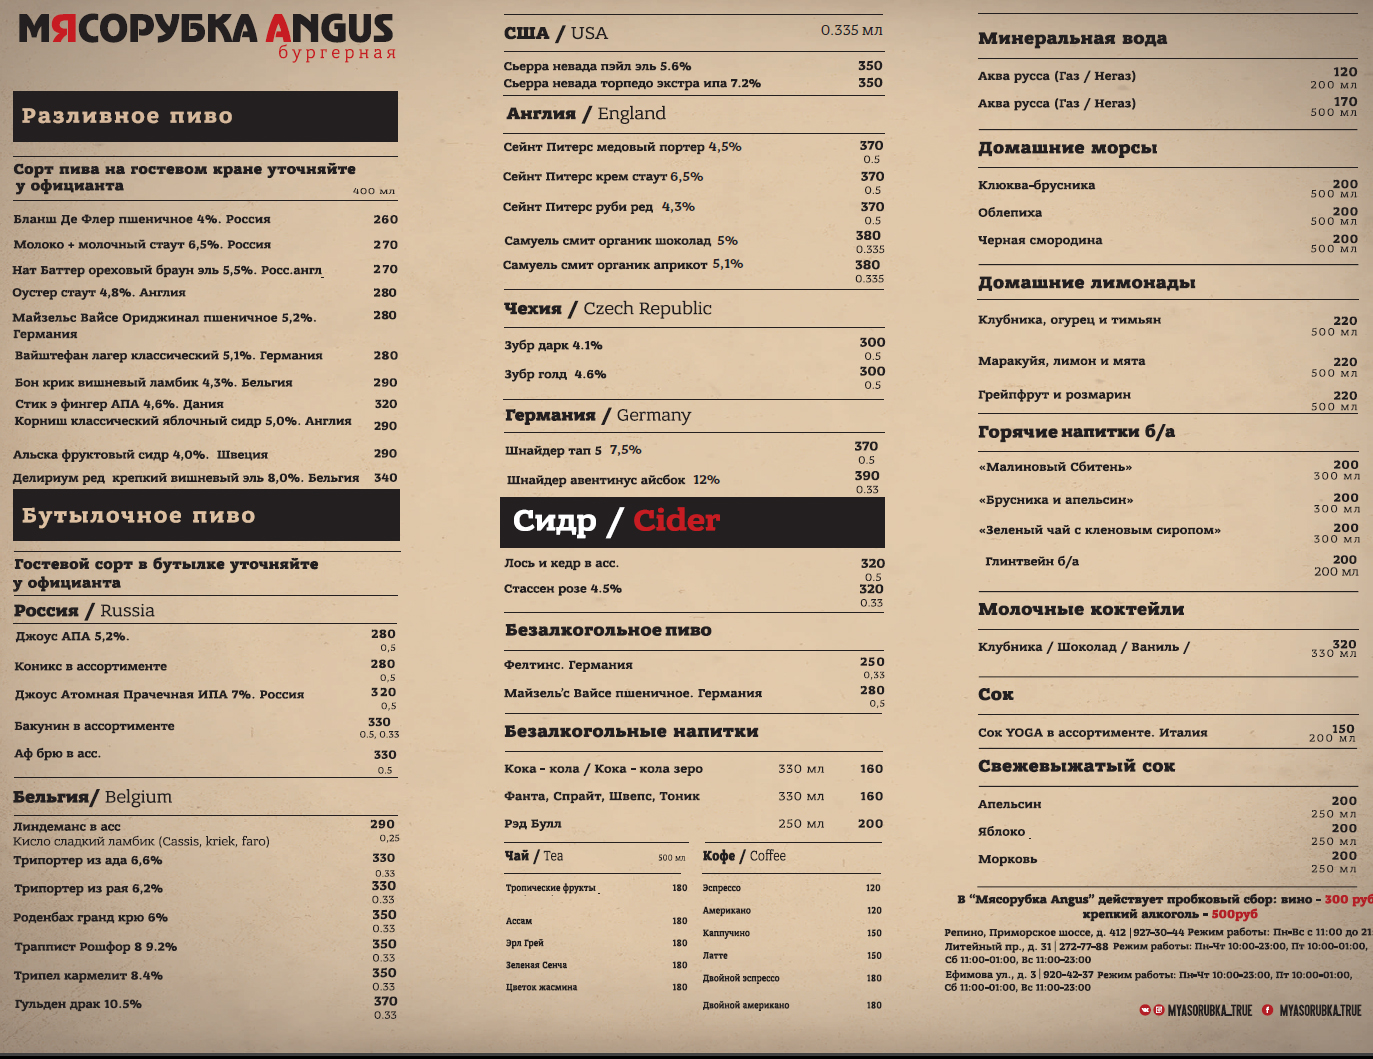 МЯСОРУБКА ANGUS
бургерная
Разливное пиво
Сорт пива на гостевом кране уточняйте
у официанта
400 мл
Бланш Де Флер пшеничное 4%. Россия 260
Молоко + молочный стаут 6,5%. Россия 270
Нат Баттер ореховый браун эль 5,5%. Росс.англ 270
Оустер стаут 4,8%. Англия 280
Майзельс Вайсе Ориджинал пшеничное 5,2%. 280
Германия
Вайштефан лагер классический 5,1%. Германия 280
Бон крик вишневый ламбик 4,3%. Бельгия 290
Стик э фингер АПА 4,6%. Дания 320
Корниш классический яблочный сидр 5,0%. Англия 290
Альска фруктовый сидр 4,0%. Швеция 290
Делириум ред крепкий вишневый эль 8,0%. Бельгия 340
Бутылочное пиво
Гостевой сорт в бутылке уточняйте
у официанта
Россия / Russia
Джоус АПА 5,2%. 280
0,5
Коникс в ассортименте 280
0,5
Джоус Атомная Прачечная ИПА 7%. Россия 320
0,5
Бакунин в ассортименте 330
0.5, 0.33
Аф брю в асс. 330
0.5
Бельгия/ Belgium
Линдеманс в асс 290
Кисло сладкий ламбик (Cassis, kriek, faro) 0,25
Трипортер из ада 6,6% 330
0.33
Трипортер из рая 6,2% 330
0.33
Роденбах гранд крю 6% 350
0.33
Траппист Рошфор 8 9.2% 350
0.33
Трипел кармелит 8.4% 350
0.33
Гульден драк 10.5% 370
0.33
США / USA 0.335 мл
Сьерра невада пэйл эль 5.6% 350
Сьерра невада торпедо экстра ипа 7.2% 350
Англия / England
Сейнт Питерс медовый портер 4,5% 370
0.5
Сейнт Питерс крем стаут 6,5% 370
0.5
Сейнт Питерс руби ред 4,3% 370
0.5
Самуель смит органик шоколад 5% 380
0.335
Самуель смит органик априкот 5,1% 380
0.335
Чехия / Czech Republic
Зубр дарк 4.1% 300
0.5
Зубр голд 4.6% 300
0.5
Германия / Germany
Шнайдер тап 5 7,5% 370
0.5
Шнайдер авентинус айсбок 12% 390
0.33
Сидр / Cider
Лось и кедр в асс. 320
0.5
Стассен розе 4.5% 320
0.33
Безалкогольное пиво
Фелтинс. Германия 250
0,33
Майзель'с Вайсе пшеничное. Германия 280
0,5
Безалкогольные напитки
Кока - кола / Кока - кола зеро 330 мл 160
Фанта, Спрайт, Швепс, Тоник 330 мл 160
Рэд Булл 250 мл 200
Чай / Tea 500 мл
Тропические фрукты 180
Ассам 180
Эрл Грей 180
Зеленая Сенча 180
Цветок жасмина 180
Кофе / Coffee
Эспрессо 120
Американо 120
Каппучино 150
Латте 150
Двойной эспрессо 180
Двойной американо 180
Минеральная вода
Аква русса (Газ / Негаз) 120
200 мл
Аква русса (Газ / Негаз) 170
500 мл
Домашние морсы
Клюква-брусника 200
500 мл
Облепиха 200
500 мл
Черная смородина 200
500 мл
Домашние лимонады
Клубника, огурец и тимьян 220
500 мл
Маракуйя, лимон и мята 220
500 мл
Грейпфрут и розмарин 220
500 мл
Горячие напитки б/а
«Малиновый Сбитень» 200
300 мл
«Брусника и апельсин» 200
300 мл
«Зеленый чай с кленовым сиропом» 200
300 мл
Глинтвейн б/а 200
200 мл
Молочные коктейли
Клубника / Шоколад / Ваниль / 320
330 мл
Сок
Сок YOGA в ассортименте. Италия 150
200 мл
Свежевыжатый сок
Апельсин 200
250 мл
Яблоко 200
250 мл
Морковь 200
250 мл
В “Мясорубка Angus” действует пробковый сбор: вино - 300 руб
крепкий алкоголь - 500руб
Репино, Приморское шоссе, д. 412 | 927-30-44 Режим работы: Пн-Вс с 11:00 до 21
Литейный пр., д. 31 | 272-77-88 Режим работы: Пн-Чт 10:00-23:00, Пт 10:00-01:00,
Сб 11:00-01:00, Вс 11:00-23:00
Ефимова ул., д. 3 | 920-42-37 Режим работы: Пн-Чт 10:00-23:00, Пт 10:00-01:00,
Сб 11:00-01:00, Вс 11:00-23:00
MYASORUBKA_TRUE MYASORUBKA.TRUE